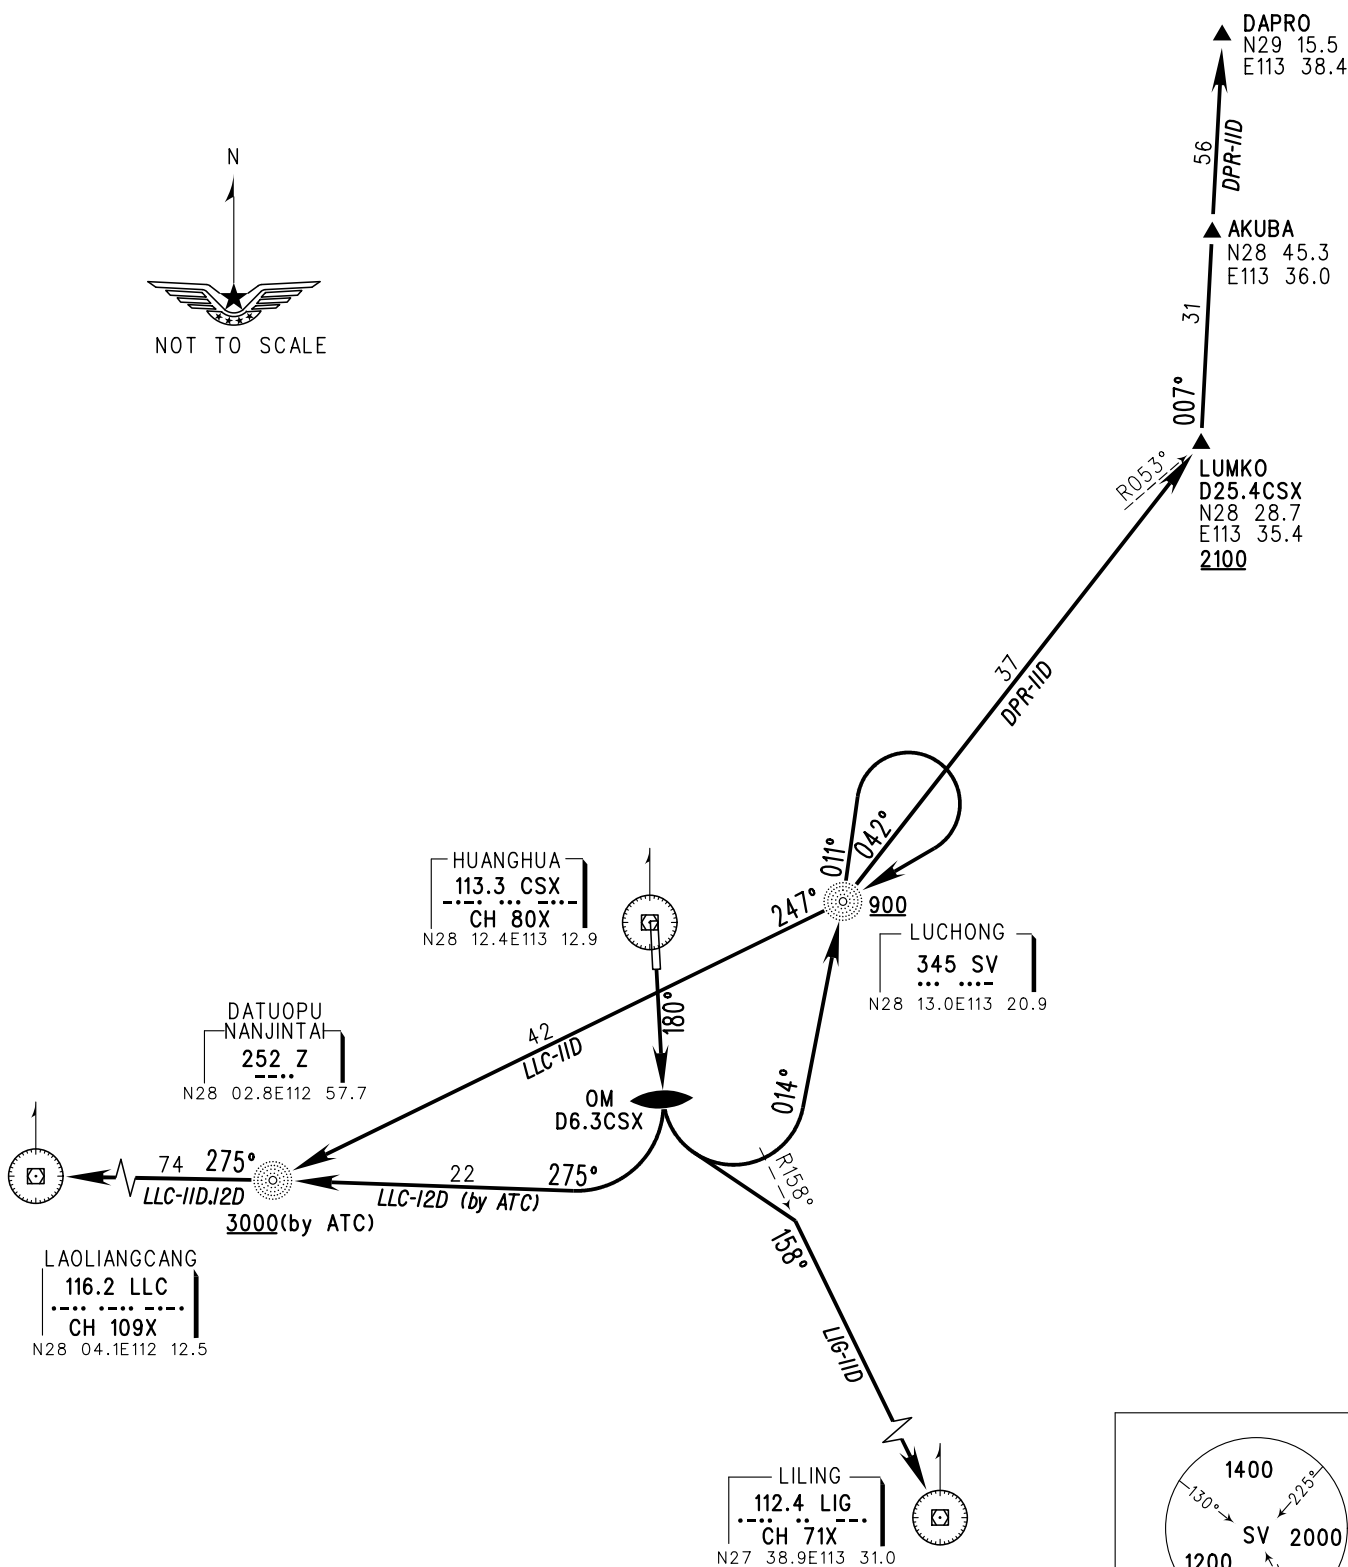 DAPRO
N29 15.5
E113 38.4
N
56
DPR-11D
AKUBA
N28 45.3
E113 36.0
NOT TO SCALE
31
007°
R053°
LUMKO
D25.4CSX
N28 28.7
E113 35.4
2100
37
DPR-11D
011°
042°
HUANGHUA
113.3 CSX
CH 80X
N28 12.4E113 12.9
247°
900
LUCHONG
345 SV
N28 13.0E113 20.9
180°
DATUOPU
NANJINTAI
252 Z
N28 02.8E112 57.7
42
LLC-11D
OM
D6.3CSX
014°
74
275°
LLC-11D,12D
22
275°
LLC-12D (by ATC)
R158°
3000(by ATC)
158°
LAOLIANGCANG
116.2 LLC
CH 109X
N28 04.1E112 12.5
LIG-11D
LILING
112.4 LIG
CH 71X
N27 38.9E113 31.0
1400
130°
225°
SV
2000
1200